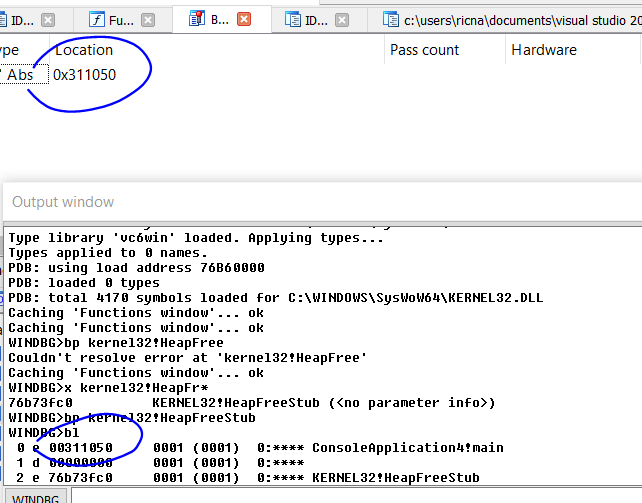 ID... Fu... B... ID... c:\users\ricna\documents\visual studio 20
ype Location Pass count Hardware
Abs 0x311050
Output window
Type library 'vc6win' loaded. Applying types...
Types applied to 0 names.
PDB: using load address 76B60000
PDB: loaded 0 types
PDB: total 4170 symbols loaded for C:\WINDOWS\SysWoW64\KERNEL32.DLL
Caching 'Functions window'... ok
Caching 'Functions window'... ok
WINDBG>bp kernel32!HeapFree
Couldn't resolve error at 'kernel32!HeapFree'
Caching 'Functions window'... ok
WINDBG>x kernel32!HeapFr*
76b73fc0 KERNEL32!HeapFreeStub (<no parameter info>)
WINDBG>bp kernel32!HeapFreeStub
WINDBG>bl
0 e 00311050 0001 (0001) 0:**** ConsoleApplication4!main
1 d 00000000 0001 (0001) 0:****
2 e 76b73fc0 0001 (0001) 0:**** KERNEL32!HeapFreeStub
WINDBG